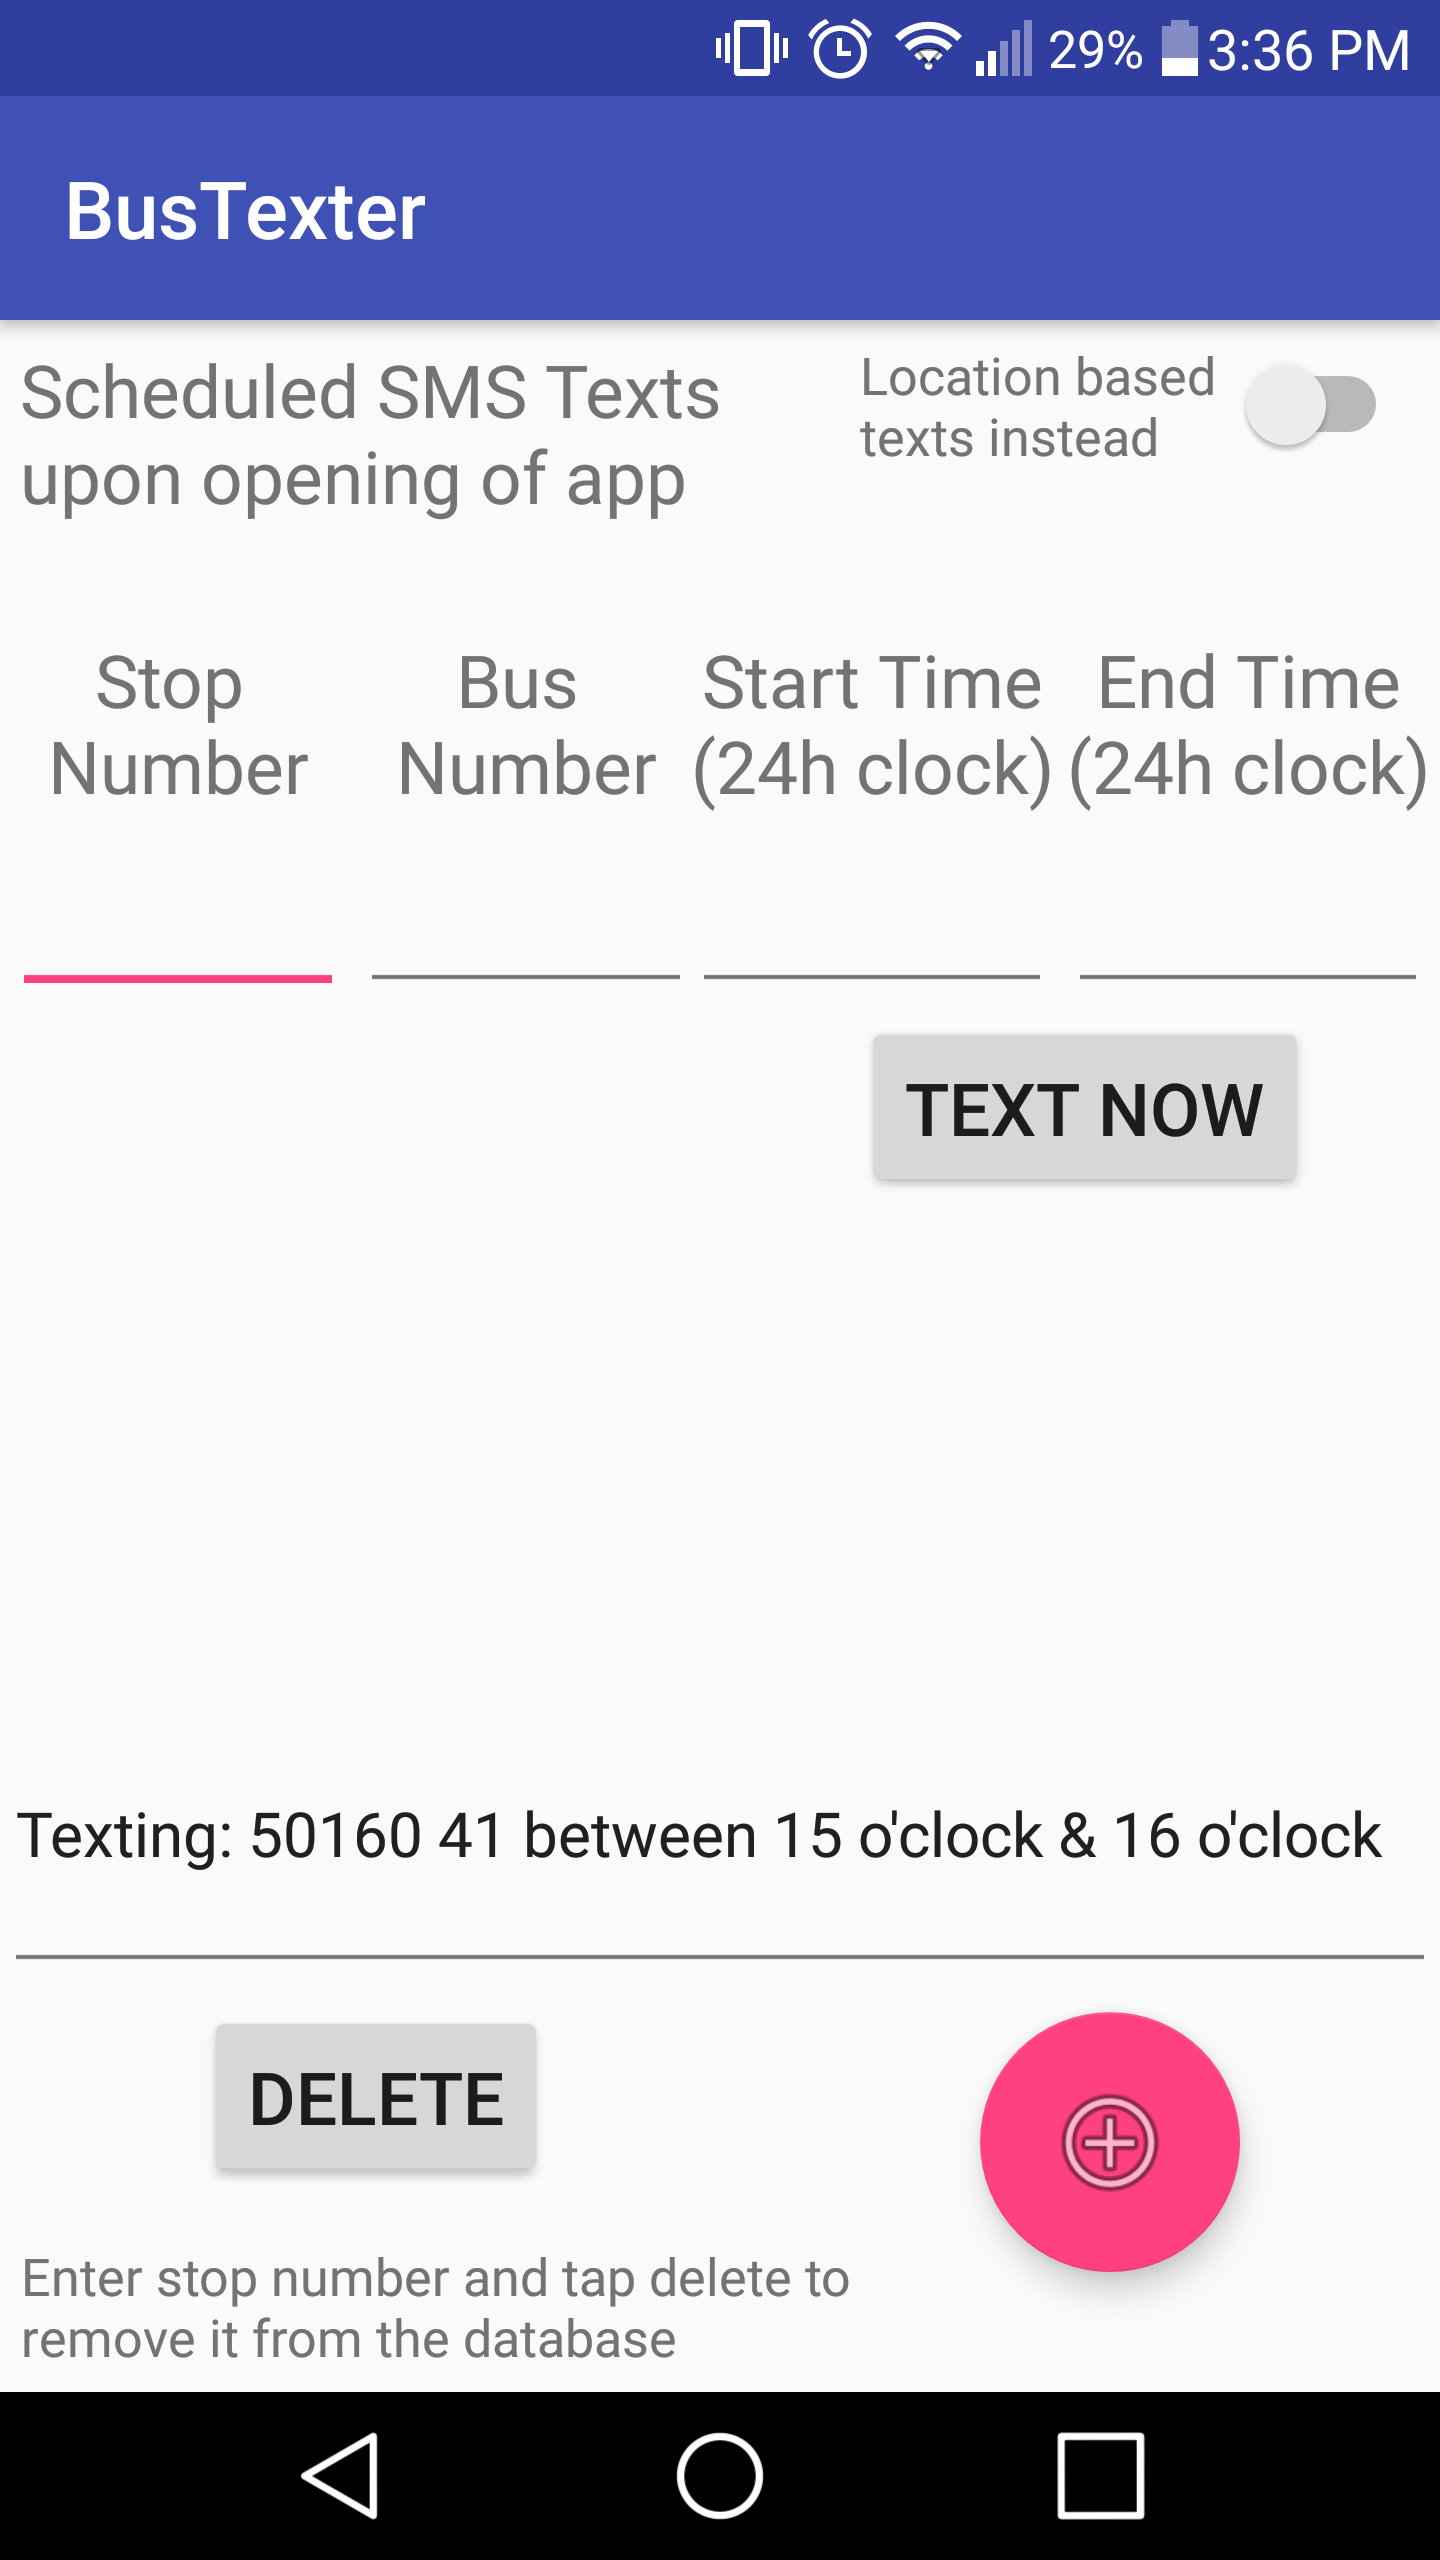 29% 3:36 PM
BusTexter
Scheduled SMS Texts
upon opening of app
Location based
texts instead
Stop
Number
Bus
Number
Start Time
(24h clock)
End Time
(24h clock)
TEXT NOW
Texting: 50160 41 between 15 o'clock & 16 o'clock
DELETE
Enter stop number and tap delete to
remove it from the database